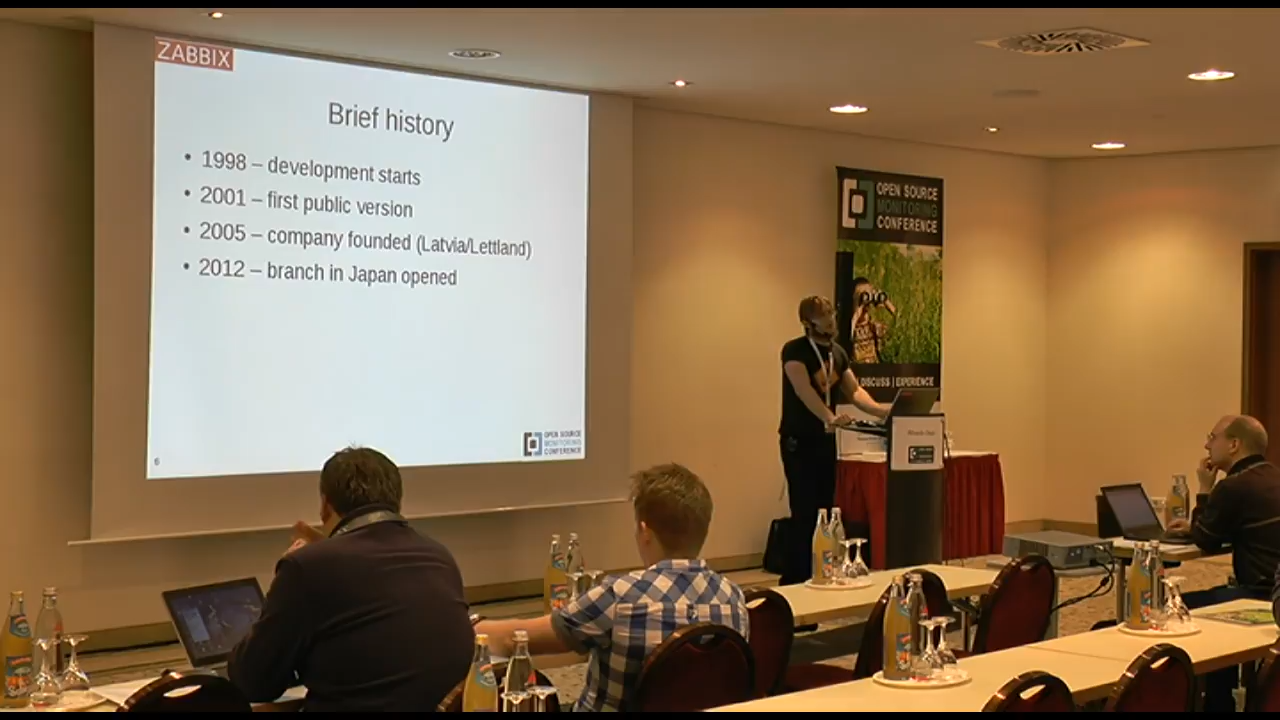 ZABBIX
Brief history
• 1998 – development starts
• 2001 – first public version
• 2005 – company founded (Latvia/Lettland)
• 2012 – branch in Japan opened
6
OPEN SOURCE
MONITORING
CONFERENCE
OPEN SOURCE
MONITORING
CONFERENCE
DISCUSS | EXPERIENCE